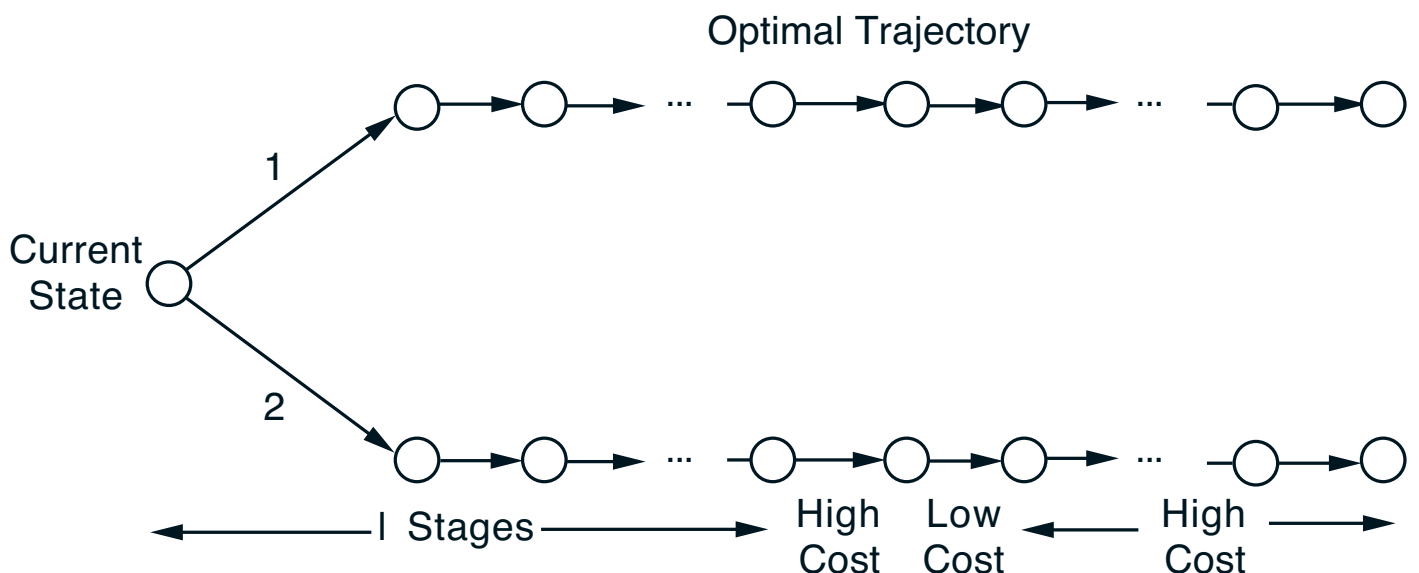 Optimal Trajectory
...
...
1
Current
State
2
...
...
l Stages
High
Cost
Low
Cost
High
Cost